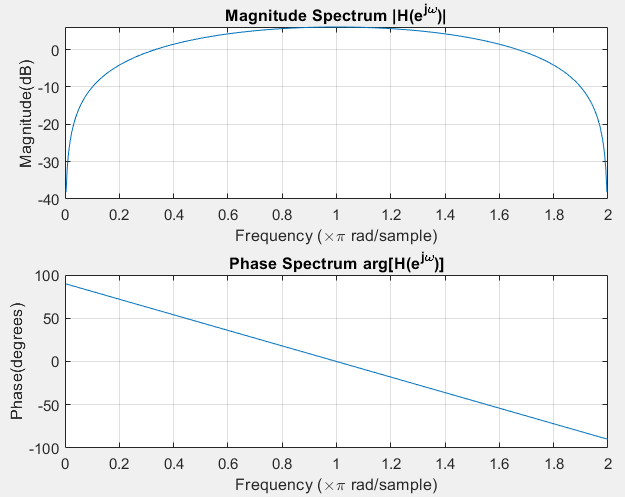 Magnitude Spectrum |H(e^jω)|
Magnitude(dB)
0
-10
-20
-30
-40
0 0.2 0.4 0.6 0.8 1 1.2 1.4 1.6 1.8 2
Frequency (×π rad/sample)
Phase Spectrum arg[H(e^jω)]
Phase(degrees)
100
50
0
-50
-100
0 0.2 0.4 0.6 0.8 1 1.2 1.4 1.6 1.8 2
Frequency (×π rad/sample)